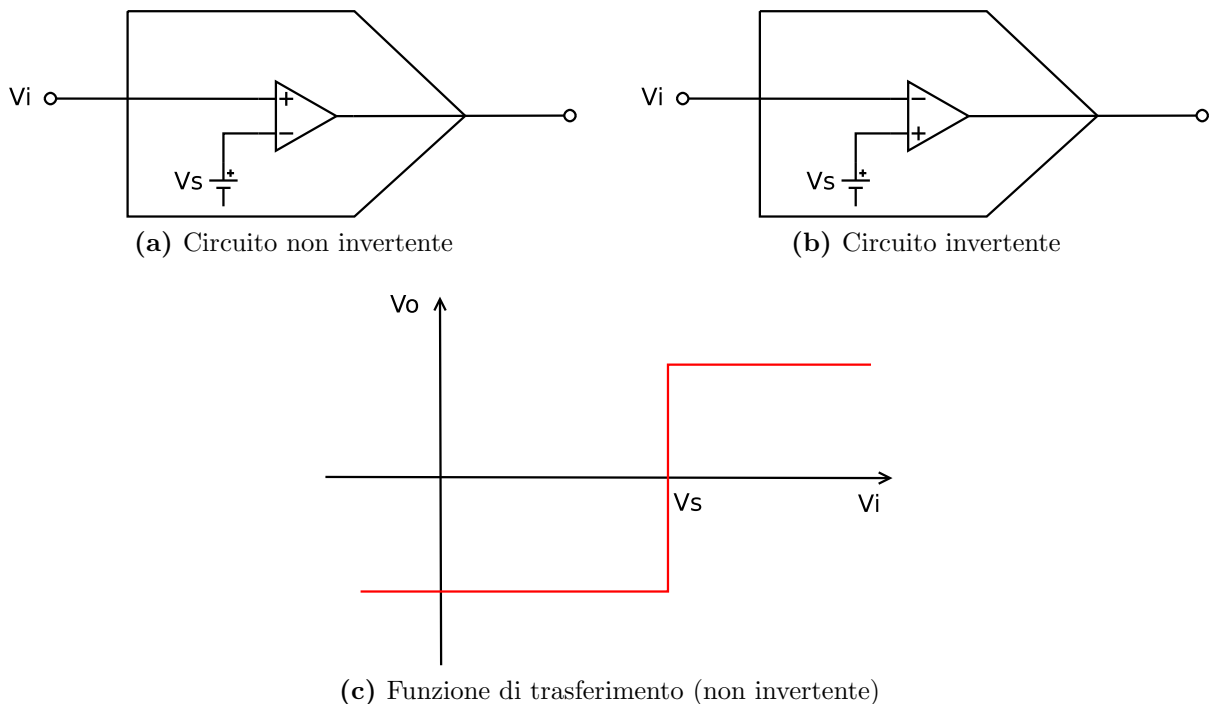 Vi
+
−
Vs
+
(a) Circuito non invertente
Vi
−
+
Vs
+
(b) Circuito invertente
Vo
Vs
Vi
(c) Funzione di trasferimento (non invertente)